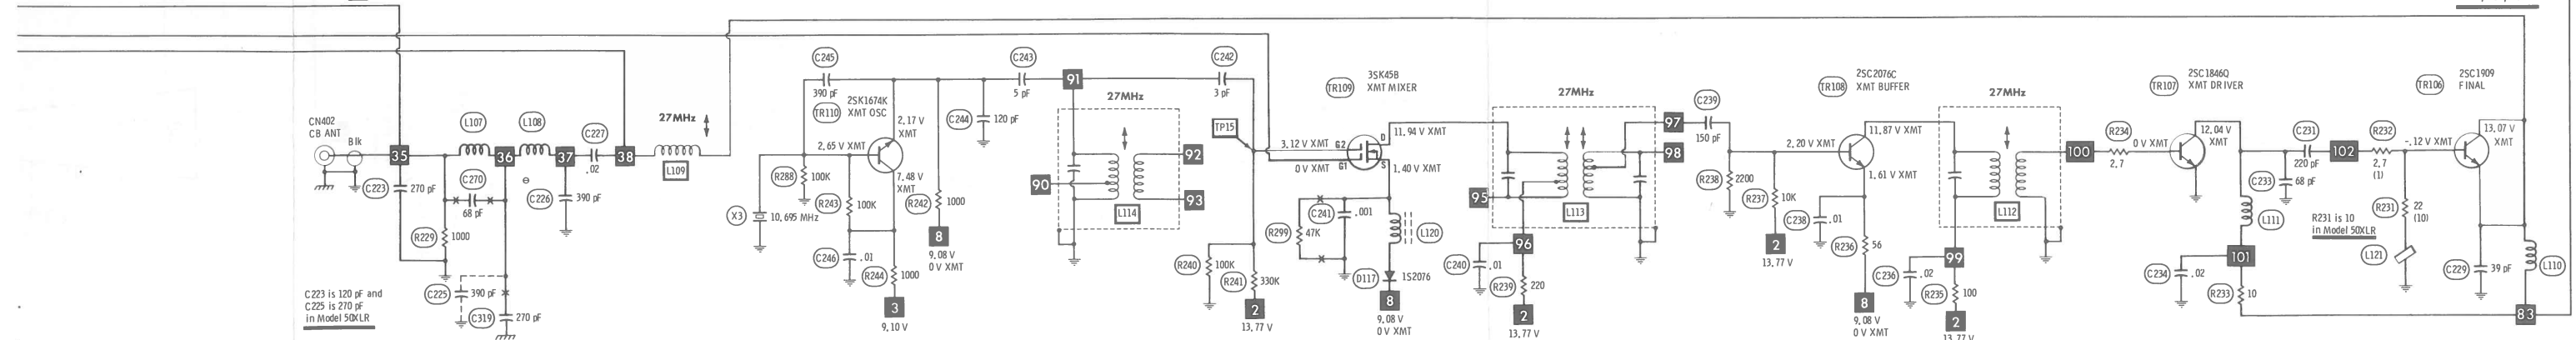 CN402
CB ANT
Blk
35
C223
270 pF
L107
36
L108
37
C227
.02
38
27MHz
L109
C270
68 pF
R229
1000
C226
390 pF
C225
390 pF
C319
270 pF
C223 is 120 pF and
C225 is 270 pF
in Model 50XLR
C245
390 pF
TR110
2SK1674K
XMT OSC
2,17 V
XMT
2,65 V XMT
7,48 V
XMT
X3
10,695 MHz
R288
100K
R243
100K
C246
.01
R244
1000
3
9,10 V
R242
1000
8
9,08 V
0 V XMT
C244
120 pF
C243
5 pF
91
27MHz
90
92
93
L114
C242
3 pF
TP15
R240
100K
R241
330K
2
13,77 V
TR109
3SK45B
XMT MIXER
3,12 V XMT
G2
0 V XMT
G1
D
S
11,94 V XMT
1,40 V XMT
R299
47K
C241
.001
L120
D117
1S2076
8
9,08 V
0 V XMT
27MHz
95
96
L113
97
98
C240
.01
R239
220
2
13,77 V
C239
150 pF
R238
2200
R237
10K
2
13,77 V
TR108
2SC2076C
XMT BUFFER
2,20 V XMT
11,87 V XMT
1,61 V XMT
C238
.01
R236
56
8
9,08 V
0 V XMT
27MHz
L112
99
C236
.02
R235
100
2
13,77 V
100
R234
2,7
TR107
2SC1846Q
XMT DRIVER
0 V XMT
12,04 V
XMT
C231
220 pF
C233
68 pF
L111
101
C234
.02
R233
10
102
R232
2,7
(1)
-,12 V XMT
TR106
2SC1909
FINAL
13,07 V
XMT
R231
22
(10)
R231 is 10
in Model 50XLR
L121
C229
39 pF
L110
83